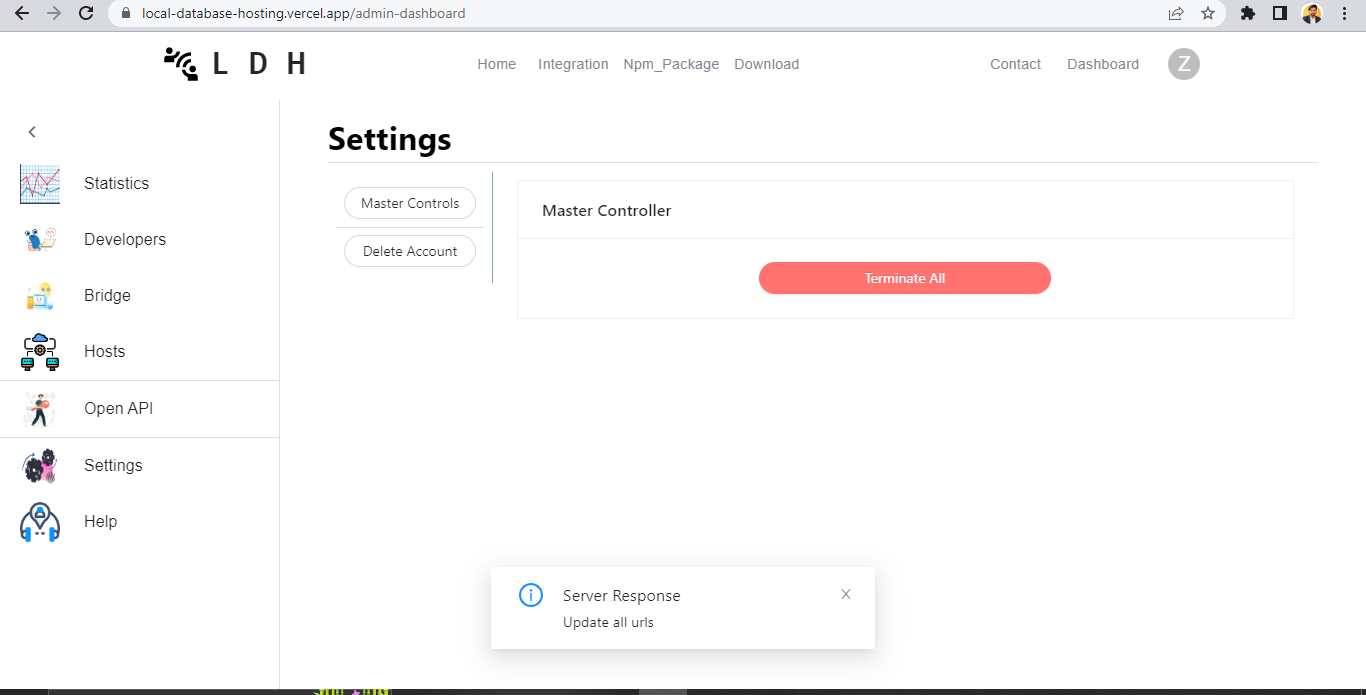 local-database-hosting.vercel.app/admin-dashboard
L D H
Home Integration Npm_Package Download Contact Dashboard Z
Settings
Statistics
Developers
Bridge
Hosts
Open API
Settings
Help
Master Controls
Delete Account
Master Controller
Terminate All
Server Response
Update all urls